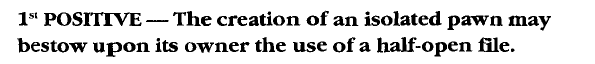 1st POSITIVE — The creation of an isolated pawn may
bestow upon its owner the use of a half-open file.